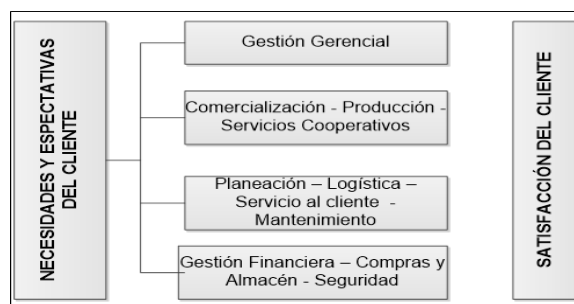 NECESIDADES Y ESPECTATIVAS
DEL CLIENTE
Gestión Gerencial
Comercialización - Producción -
Servicios Cooperativos
Planeación – Logística –
Servicio al cliente -
Mantenimiento
Gestión Financiera – Compras y
Almacén - Seguridad
SATISFACCIÓN DEL CLIENTE